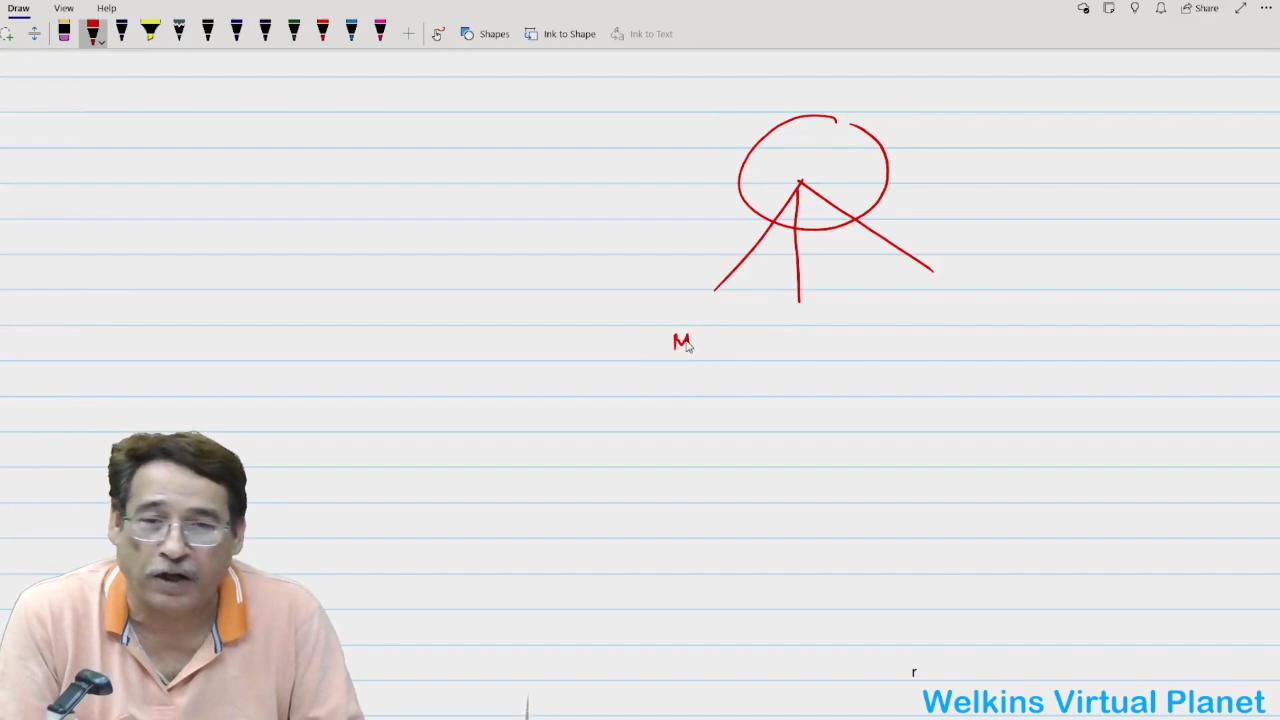 Draw View Help
Share
Shapes Ink to Shape Ink to Text
M
r
Welkins Virtual Planet